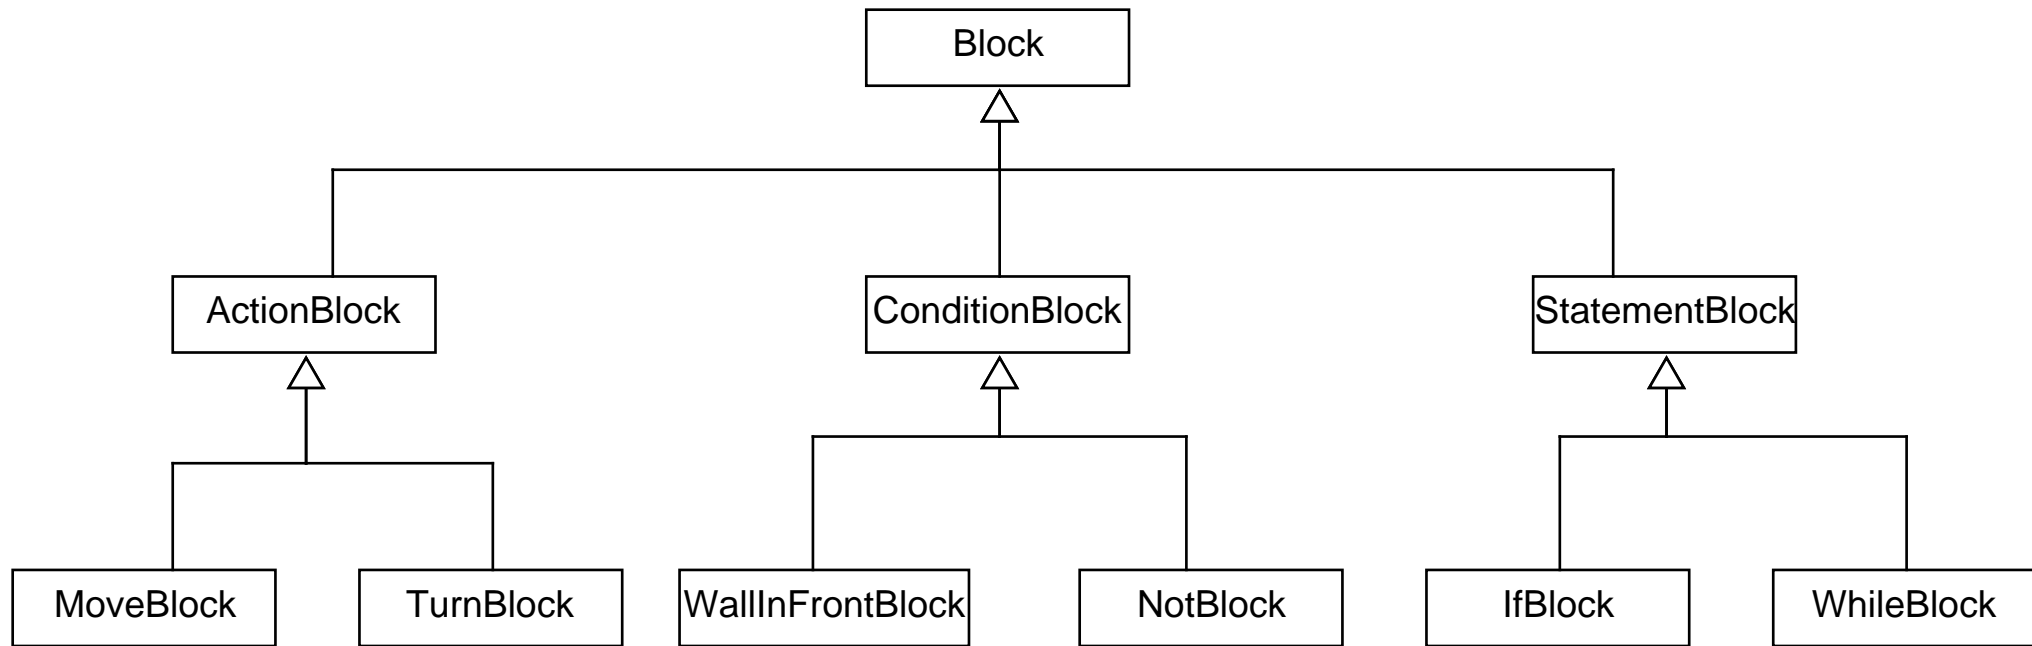 Block
ActionBlock
ConditionBlock
StatementBlock
MoveBlock
TurnBlock
WallInFrontBlock
NotBlock
IfBlock
WhileBlock